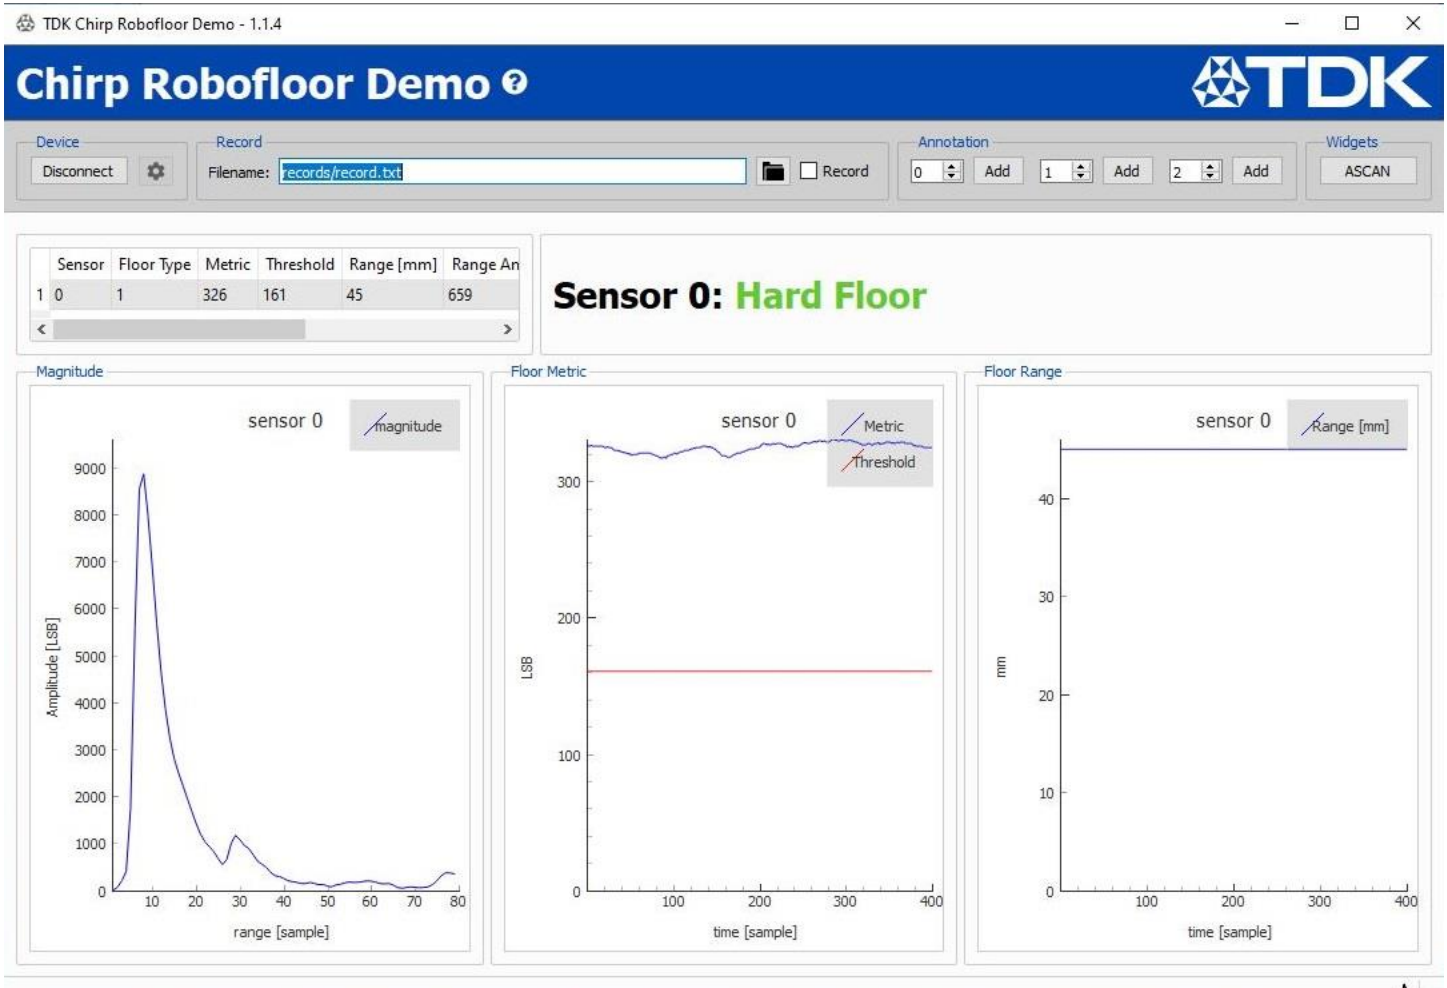 TDK Chirp Robofloor Demo - 1.1.4
Chirp Robofloor Demo ?
TDK
Device
Disconnect
Record
Filename: records/record.txt
Record
Annotation
0 Add 1 Add 2 Add
Widgets
ASCAN
Sensor Floor Type Metric Threshold Range [mm] Range An
1 0 1 326 161 45 659
Sensor 0: Hard Floor
Magnitude
sensor 0
magnitude
9000
8000
7000
6000
5000
4000
3000
2000
1000
0
Amplitude [LSB]
10 20 30 40 50 60 70 80
range [sample]
Floor Metric
sensor 0
Metric
Threshold
300
200
100
0
LSB
100 200 300 400
time [sample]
Floor Range
sensor 0
Range [mm]
40
30
20
10
0
mm
100 200 300 400
time [sample]